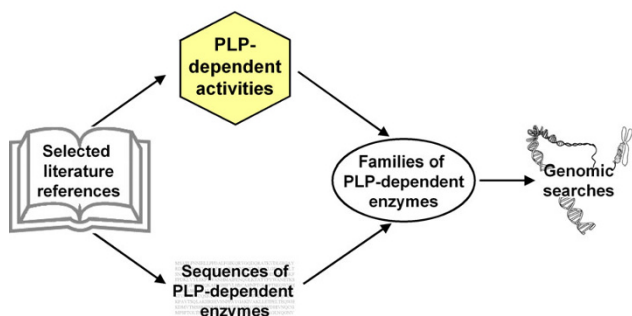 PLP-
dependent
activities
Selected
literature
references
Families of
PLP-dependent
enzymes
Genomic
searches
Sequences of
PLP-dependent
enzymes